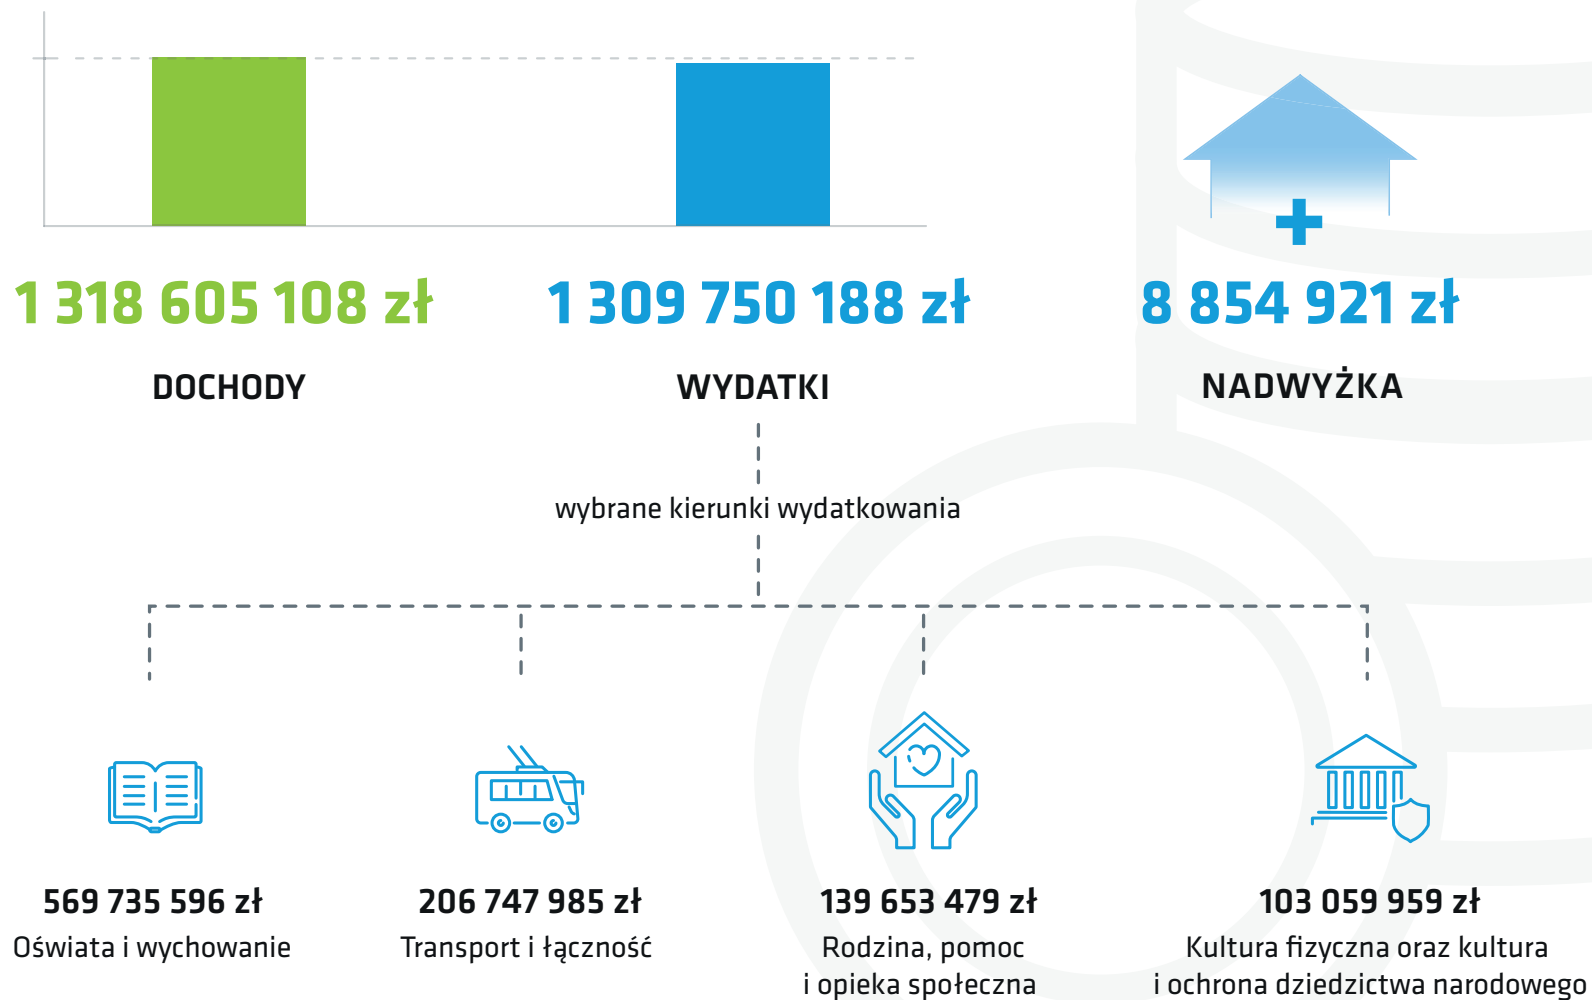 1 318 605 108 zł
1 309 750 188 zł
8 854 921 zł
DOCHODY
WYDATKI
NADWYŻKA
wybrane kierunki wydatkowania
569 735 596 zł
Oświata i wychowanie
206 747 985 zł
Transport i łączność
139 653 479 zł
Rodzina, pomoc
i opieka społeczna
103 059 959 zł
Kultura fizyczna oraz kultura
i ochrona dziedzictwa narodowego